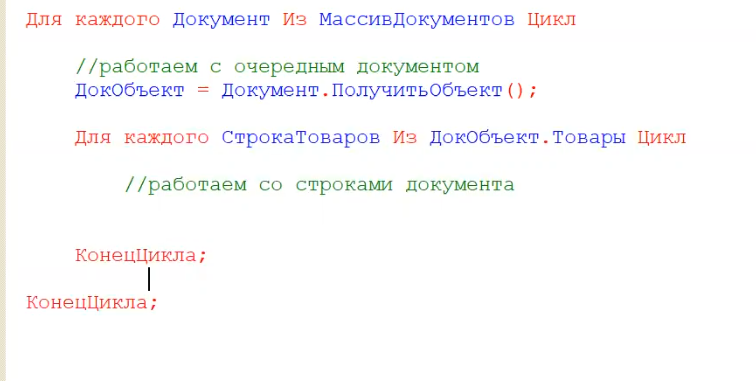 Для каждого Документ Из МассивДокументов Цикл
//работаем с очередным документом
ДокОбъект = Документ.ПолучитьОбъект();
Для каждого СтрокаТоваров Из ДокОбъект.Товары Цикл
//работаем со строками документа
КонецЦикла;
КонецЦикла;